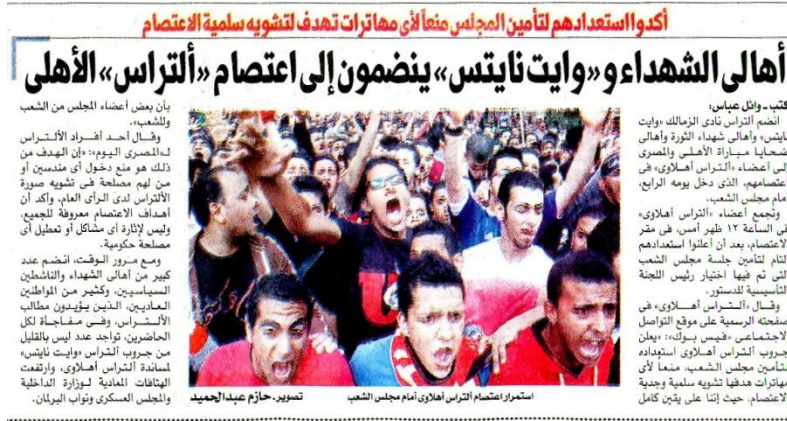 أكدوا استعدادهم لتأمين المجلس منعاً لأى مهاترات تهدف لتشويه سلمية الاعتصام
أهالى الشهداء و«وايت نايتس» ينضمون إلى اعتصام «ألتراس» الأهلى
كتب ـ وائل عباس:
انضم ألتراس نادى الزمالك «وايت
نايتس» وأهالى شهداء الثورة وأهالى
ضحايا مباراة الأهلى والمصرى
إلى أعضاء «ألتراس أهلاوى» فى
اعتصامهم، الذى دخل يومه الرابع،
أمام مجلس الشعب.
وتجمع أعضاء «ألتراس أهلاوى»
فى الساعة ١٢ ظهر أمس، فى مقر
الاعتصام، بعد أن أعلنوا استعدادهم
التام لتأمين جلسة مجلس الشعب
التى تم فيها اختيار رئيس اللجنة
التأسيسية للدستور.
وقال «ألتراس أهلاوى» فى
صفحته الرسمية على موقع التواصل
الاجتماعى «فيس بوك»: «يعلن
جروب ألتراس أهلاوى استعداده
لتأمين مجلس الشعب، منعاً لأى
مهاترات هدفها تشويه سلمية وجدية
الاعتصام، حيث إننا على يقين كامل
بأن بعض أعضاء المجلس من الشعب
وللشعب».
وقال أحد أفراد الألتراس
لـ«المصرى اليوم»: «إن الهدف من
ذلك هو منع دخول أى مندسين أو
من لهم مصلحة فى تشويه صورة
الألتراس لدى الرأى العام، وأكد أن
أهداف الاعتصام معروفة للجميع،
وليس لإثارة أى مشاكل أو تعطيل أى
مصلحة حكومية.
ومع مرور الوقت، انضم عدد
كبير من أهالى الشهداء والناشطين
السياسيين، وكثير من المواطنين
العاديين، الذين يؤيدون مطالب
الألتراس، وفى مفاجأة لكل
الحاضرين، تواجد عدد ليس بالقليل
من جروب ألتراس «وايت نايتس»
لمساندة ألتراس أهلاوى، وارتفعت
الهتافات المعادية لوزارة الداخلية
والمجلس العسكرى ونواب البرلمان.
استمرار اعتصام ألتراس أهلاوى أمام مجلس الشعب
تصوير ـ حازم عبدالحميد